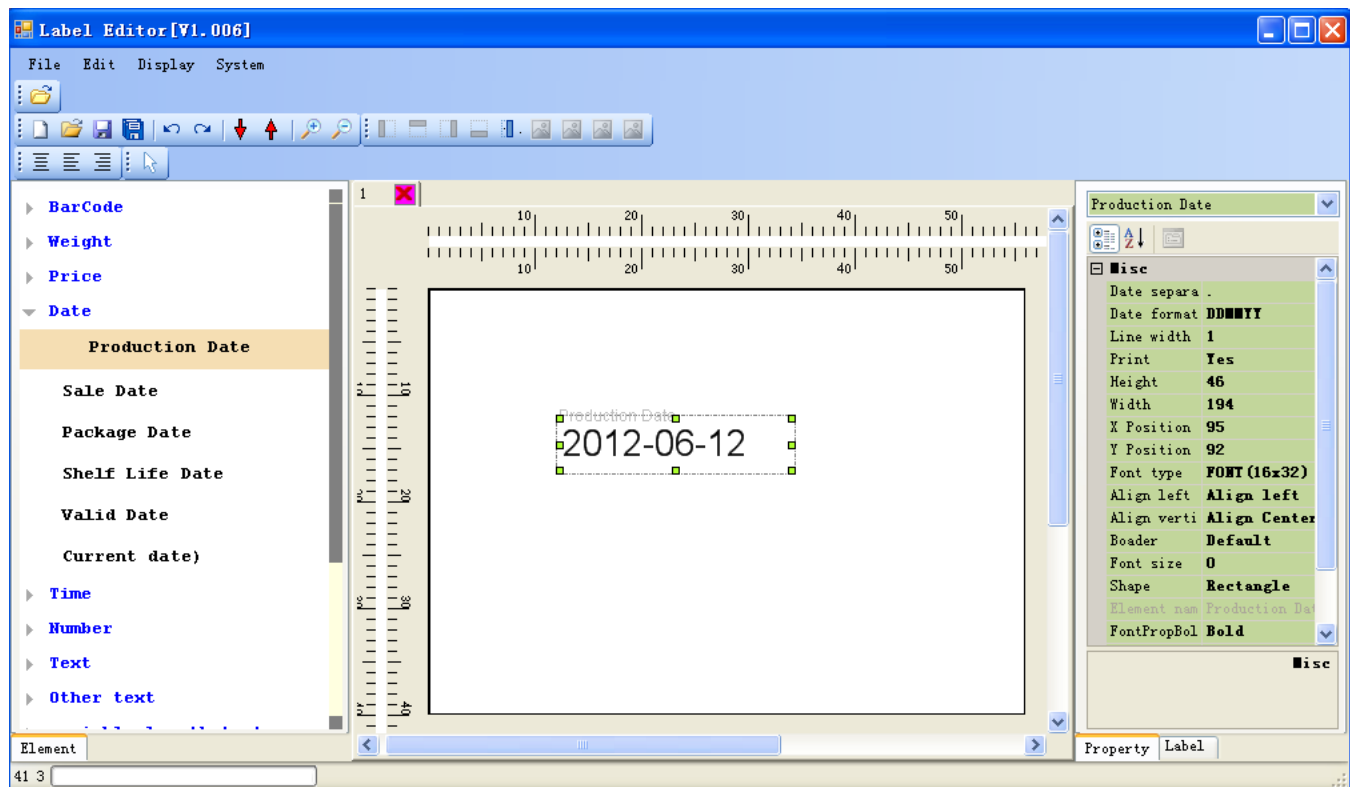 Label Editor[V1.006]
File Edit Display System
BarCode
Weight
Price
Date
Production Date
Sale Date
Package Date
Shelf Life Date
Valid Date
Current date)
Time
Number
Text
Other text
Element
41 3
1
10 20 30 40 50
10 20 30 40 50
10
20
30
40
Production Date
2012-06-12
Production Date
Misc
Date separa .
Date format DDMMYY
Line width 1
Print Yes
Height 46
Width 194
X Position 95
Y Position 92
Font type FONT(16x32)
Align left Align left
Align verti Align Center
Boader Default
Font size 0
Shape Rectangle
Element nam Production Dat
FontPropBol Bold
Misc
Property Label